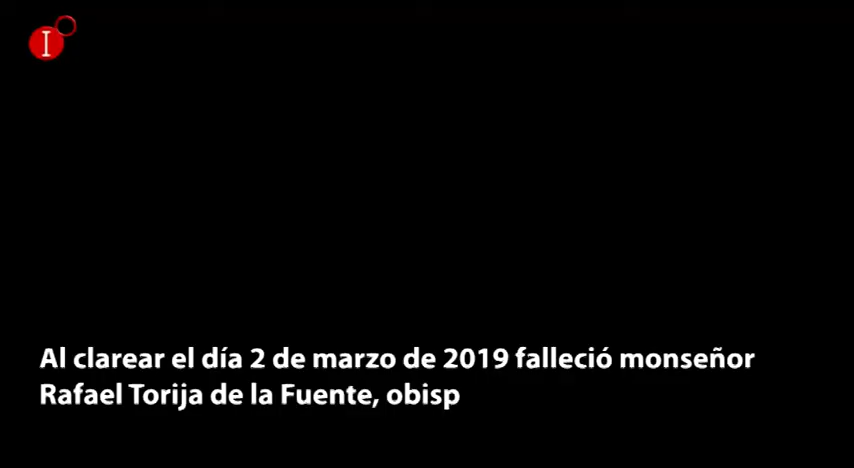 I
Al clarear el día 2 de marzo de 2019 falleció monseñor
Rafael Torija de la Fuente, obisp